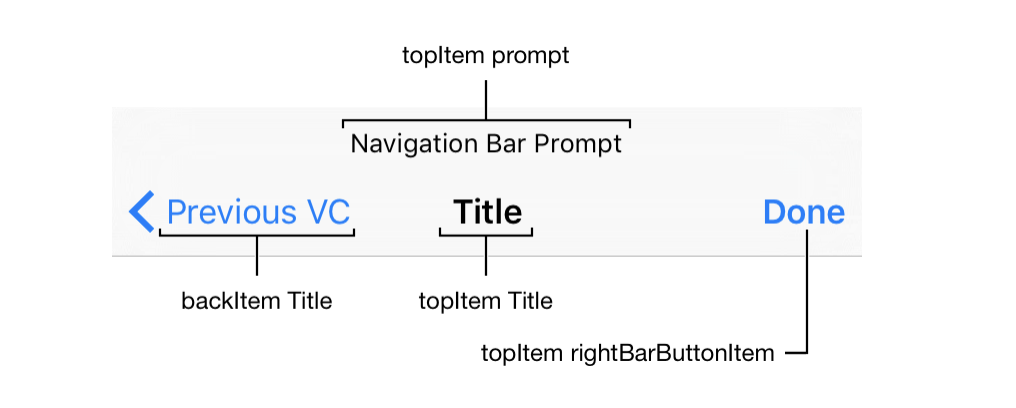 topItem prompt
Navigation Bar Prompt
Previous VC Title Done
backItem Title topItem Title
topItem rightBarButtonItem